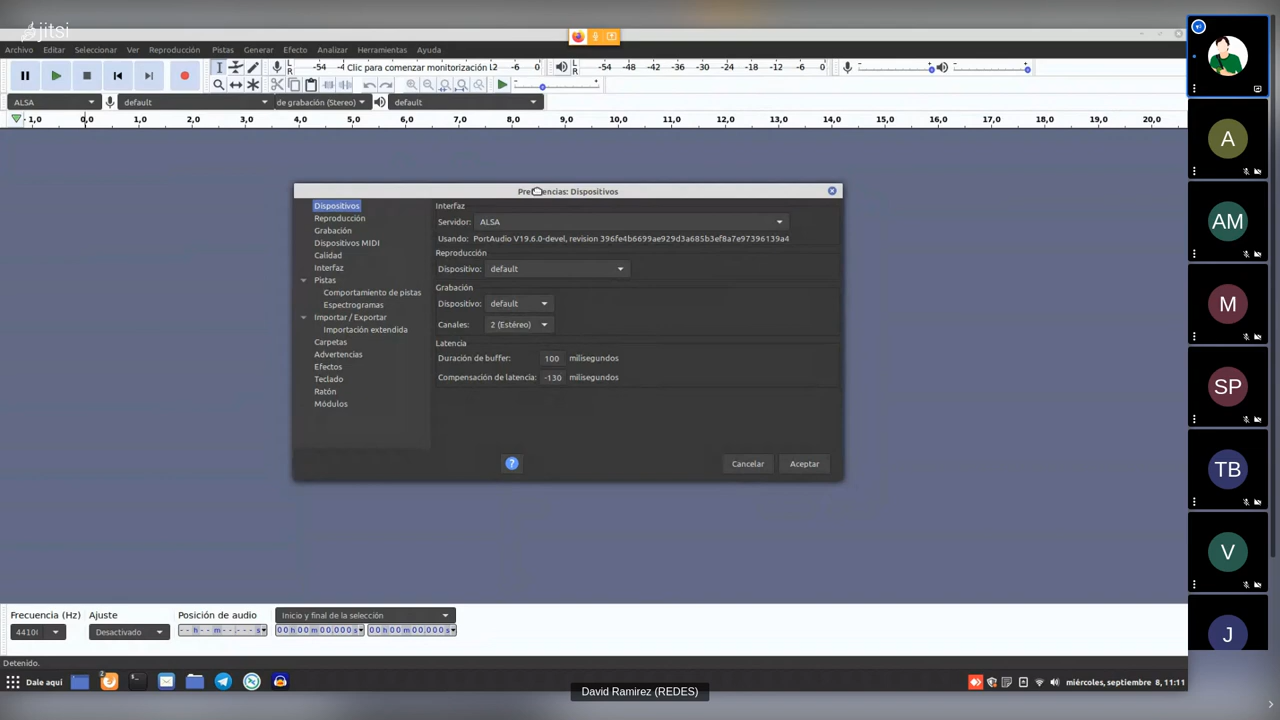 jitsi
Archivo Editar Seleccionar Ver Reproducción Pistas Generar Efecto Analizar Herramientas Ayuda
L R -54 -4 Clic para comenzar monitorización 12 -6 0 L R -54 -48 -42 -36 -30 -24 -18 -12 -6 0
ALSA default de grabación (Stereo) default
1,0 0,0 1,0 2,0 3,0 4,0 5,0 6,0 7,0 8,0 9,0 10,0 11,0 12,0 13,0 14,0 15,0 16,0 17,0 18,0 19,0 20,0
Preferencias: Dispositivos
Dispositivos
Reproducción
Grabación
Dispositivos MIDI
Calidad
Interfaz
Pistas
Comportamiento de pistas
Espectrogramas
Importar / Exportar
Importación extendida
Carpetas
Advertencias
Efectos
Teclado
Ratón
Módulos
Interfaz
Servidor: ALSA
Usando: PortAudio V19.6.0-devel, revision 396fe4b6699ae929d3a685b3ef8a7e97396139a4
Reproducción
Dispositivo: default
Grabación
Dispositivo: default
Canales: 2 (Estéreo)
Latencia
Duración de buffer: 100 milisegundos
Compensación de latencia: -130 milisegundos
? Cancelar Aceptar
A
AM
M
SP
TB
V
J
Frecuencia (Hz) Ajuste Posición de audio Inicio y final de la selección
4410 Desactivado -- h -- m --,--- s 00 h 00 m 00,000 s 00 h 00 m 00,000 s
Detenido.
Dale aquí 2 miércoles, septiembre 8, 11:11
David Ramirez (REDES)